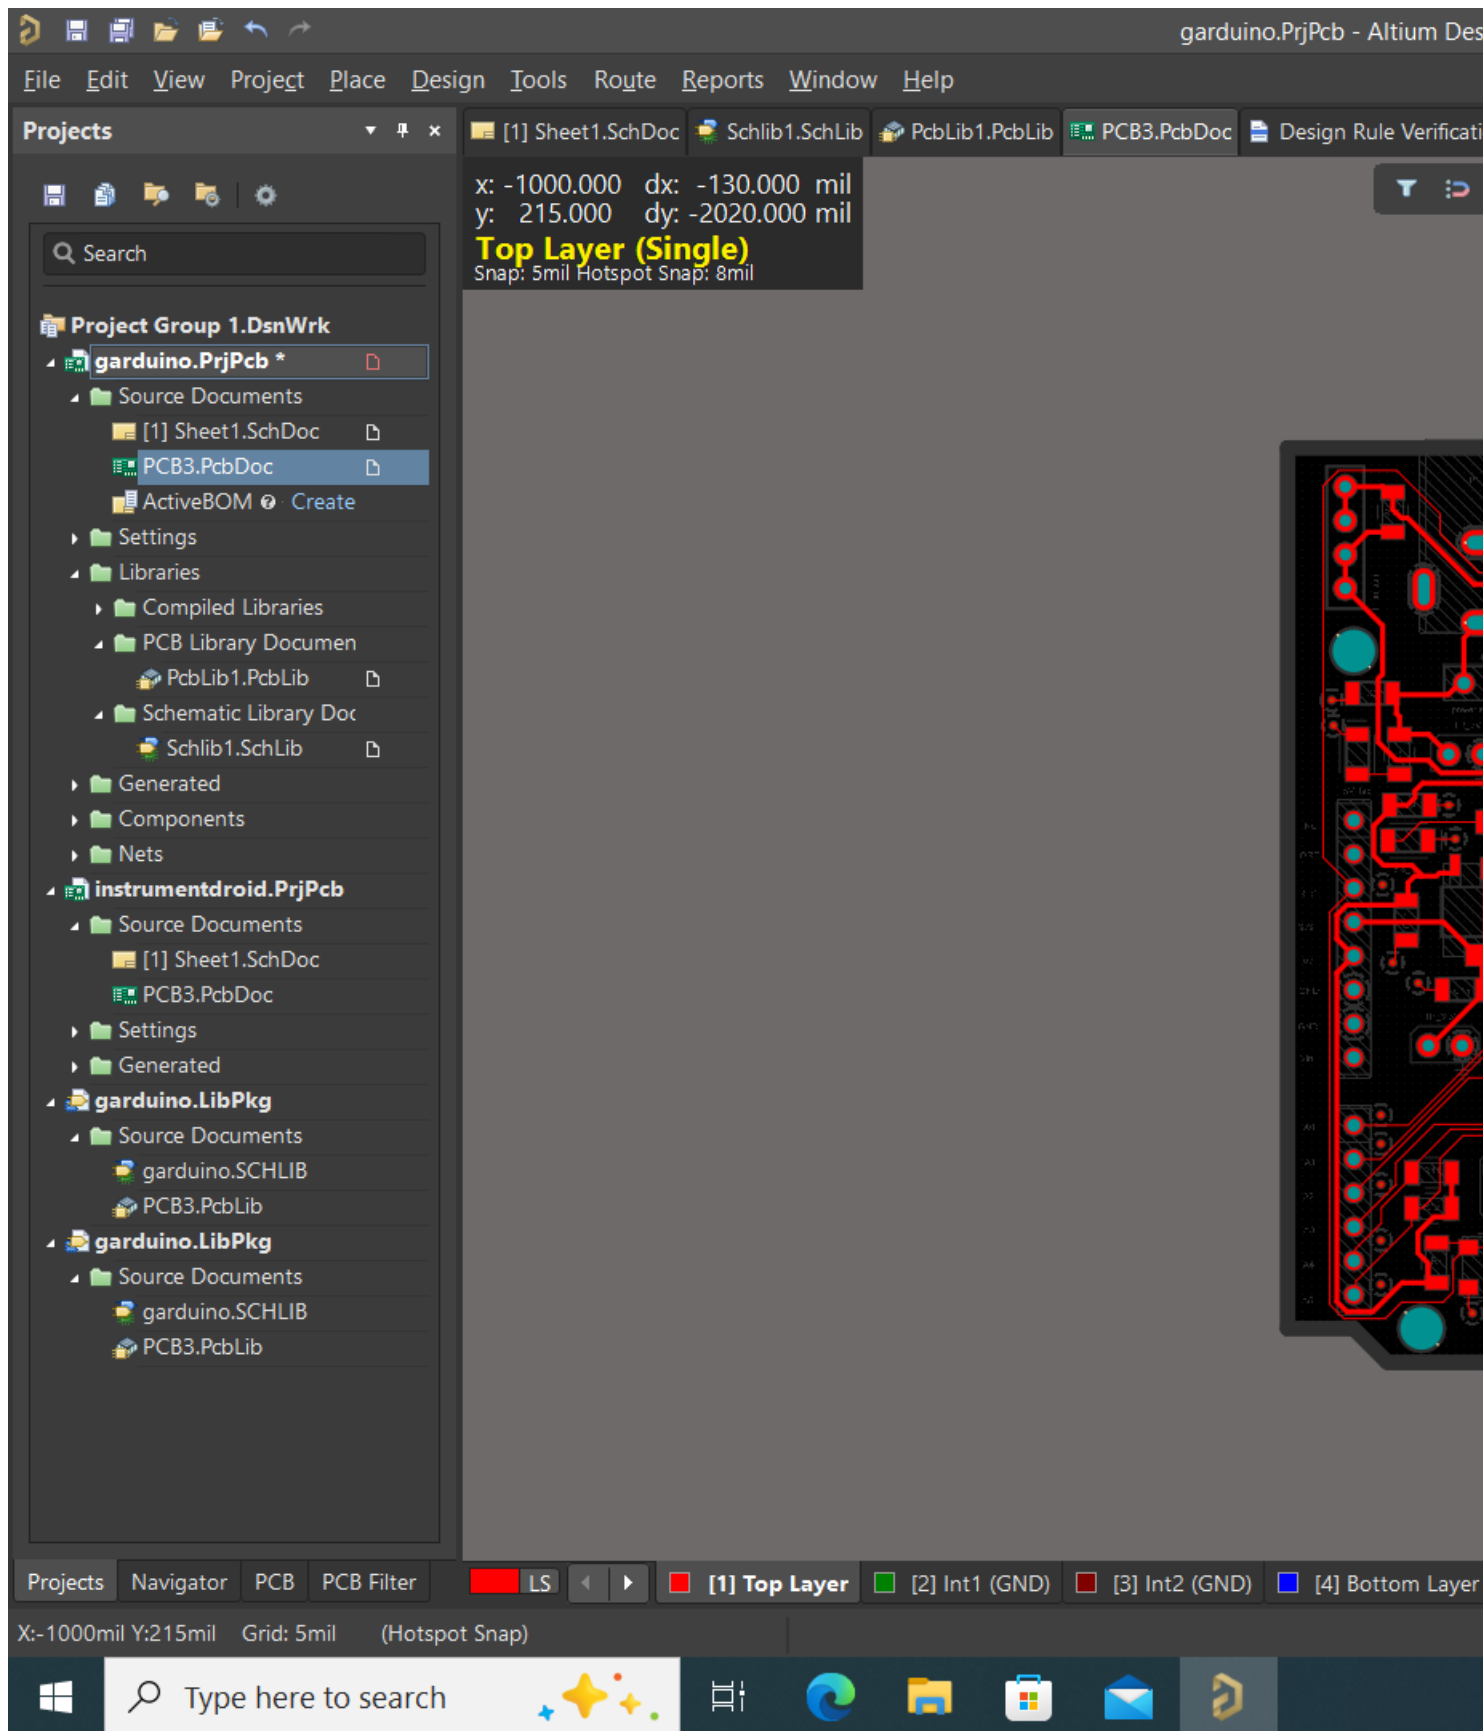 garduino.PrjPcb - Altium Des
File Edit View Project Place Design Tools Route Reports Window Help
Projects
[1] Sheet1.SchDoc Schlib1.SchLib PcbLib1.PcbLib PCB3.PcbDoc Design Rule Verificati
x: -1000.000 dx: -130.000 mil
y: 215.000 dy: -2020.000 mil
Top Layer (Single)
Snap: 5mil Hotspot Snap: 8mil
Search
Project Group 1.DsnWrk
garduino.PrjPcb *
Source Documents
[1] Sheet1.SchDoc
PCB3.PcbDoc
ActiveBOM Create
Settings
Libraries
Compiled Libraries
PCB Library Documen
PcbLib1.PcbLib
Schematic Library Doc
Schlib1.SchLib
Generated
Components
Nets
instrumentdroid.PrjPcb
Source Documents
[1] Sheet1.SchDoc
PCB3.PcbDoc
Settings
Generated
garduino.LibPkg
Source Documents
garduino.SCHLIB
PCB3.PcbLib
garduino.LibPkg
Source Documents
garduino.SCHLIB
PCB3.PcbLib
Projects Navigator PCB PCB Filter
LS [1] Top Layer [2] Int1 (GND) [3] Int2 (GND) [4] Bottom Layer
X:-1000mil Y:215mil Grid: 5mil (Hotspot Snap)
Type here to search